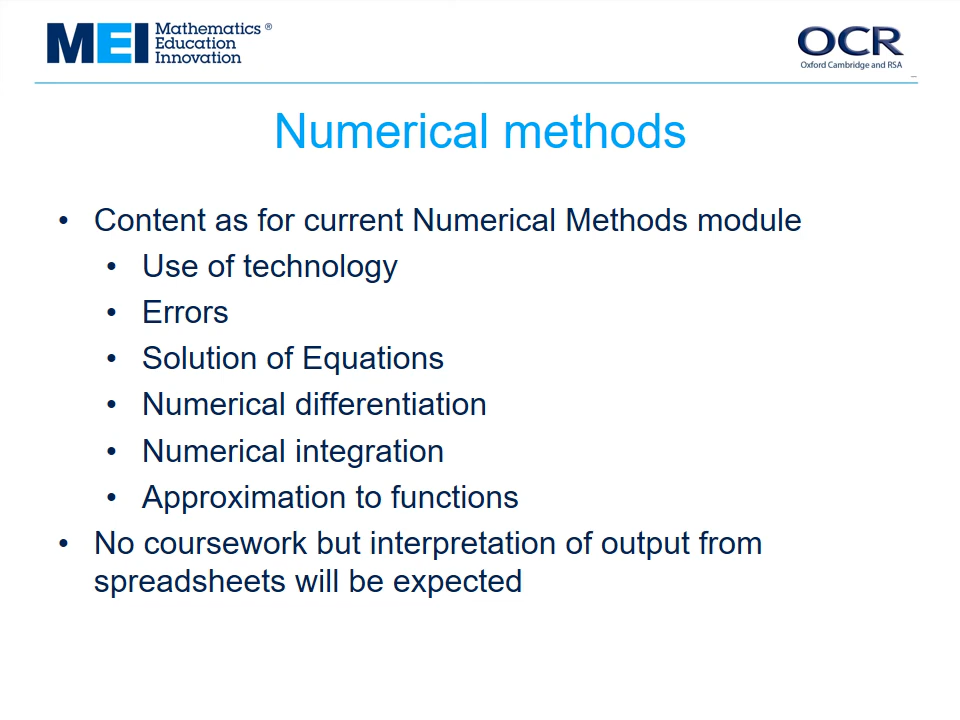 MEI Mathematics ®
Education
Innovation
OCR
Oxford Cambridge and RSA
Numerical methods
• Content as for current Numerical Methods module
• Use of technology
• Errors
• Solution of Equations
• Numerical differentiation
• Numerical integration
• Approximation to functions
• No coursework but interpretation of output from
spreadsheets will be expected